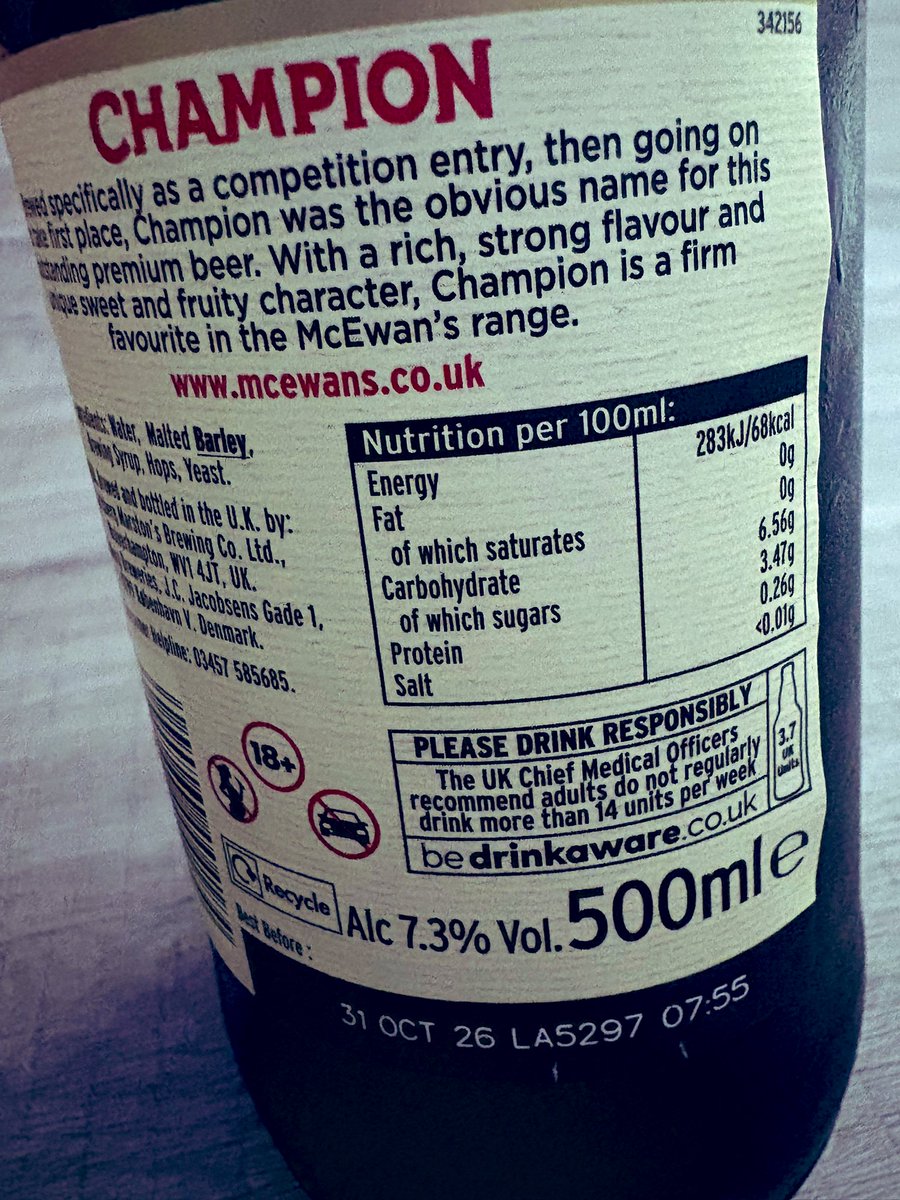 342156
CHAMPION
specifically as a competition entry, then going on
first place, Champion was the obvious name for this
premium beer. With a rich, strong flavour and
sweet and fruity character, Champion is a firm
favourite in the McEwan's range.
www.mcewans.co.uk
Water, Malted Barley,
Syrup, Hops, Yeast.
and bottled in the U.K. by:
Marston's Brewing Co. Ltd.,
WV1 4JT, UK.
J.C. Jacobsens Gade 1,
København V. Denmark.
Helpline: 03457 585685.
Nutrition per 100ml:
Energy 283kJ/68kcal
Fat 0g
of which saturates 0g
Carbohydrate 6.56g
of which sugars 3.47g
Protein 0.26g
Salt <0.01g
PLEASE DRINK RESPONSIBLY
The UK Chief Medical Officers
recommend adults do not regularly
drink more than 14 units per week
be drinkaware.co.uk
3.7
UK
Units
18+
Recycle
Alc 7.3% Vol. 500ml e
Best Before:
31 OCT 26 LA5297 07:55